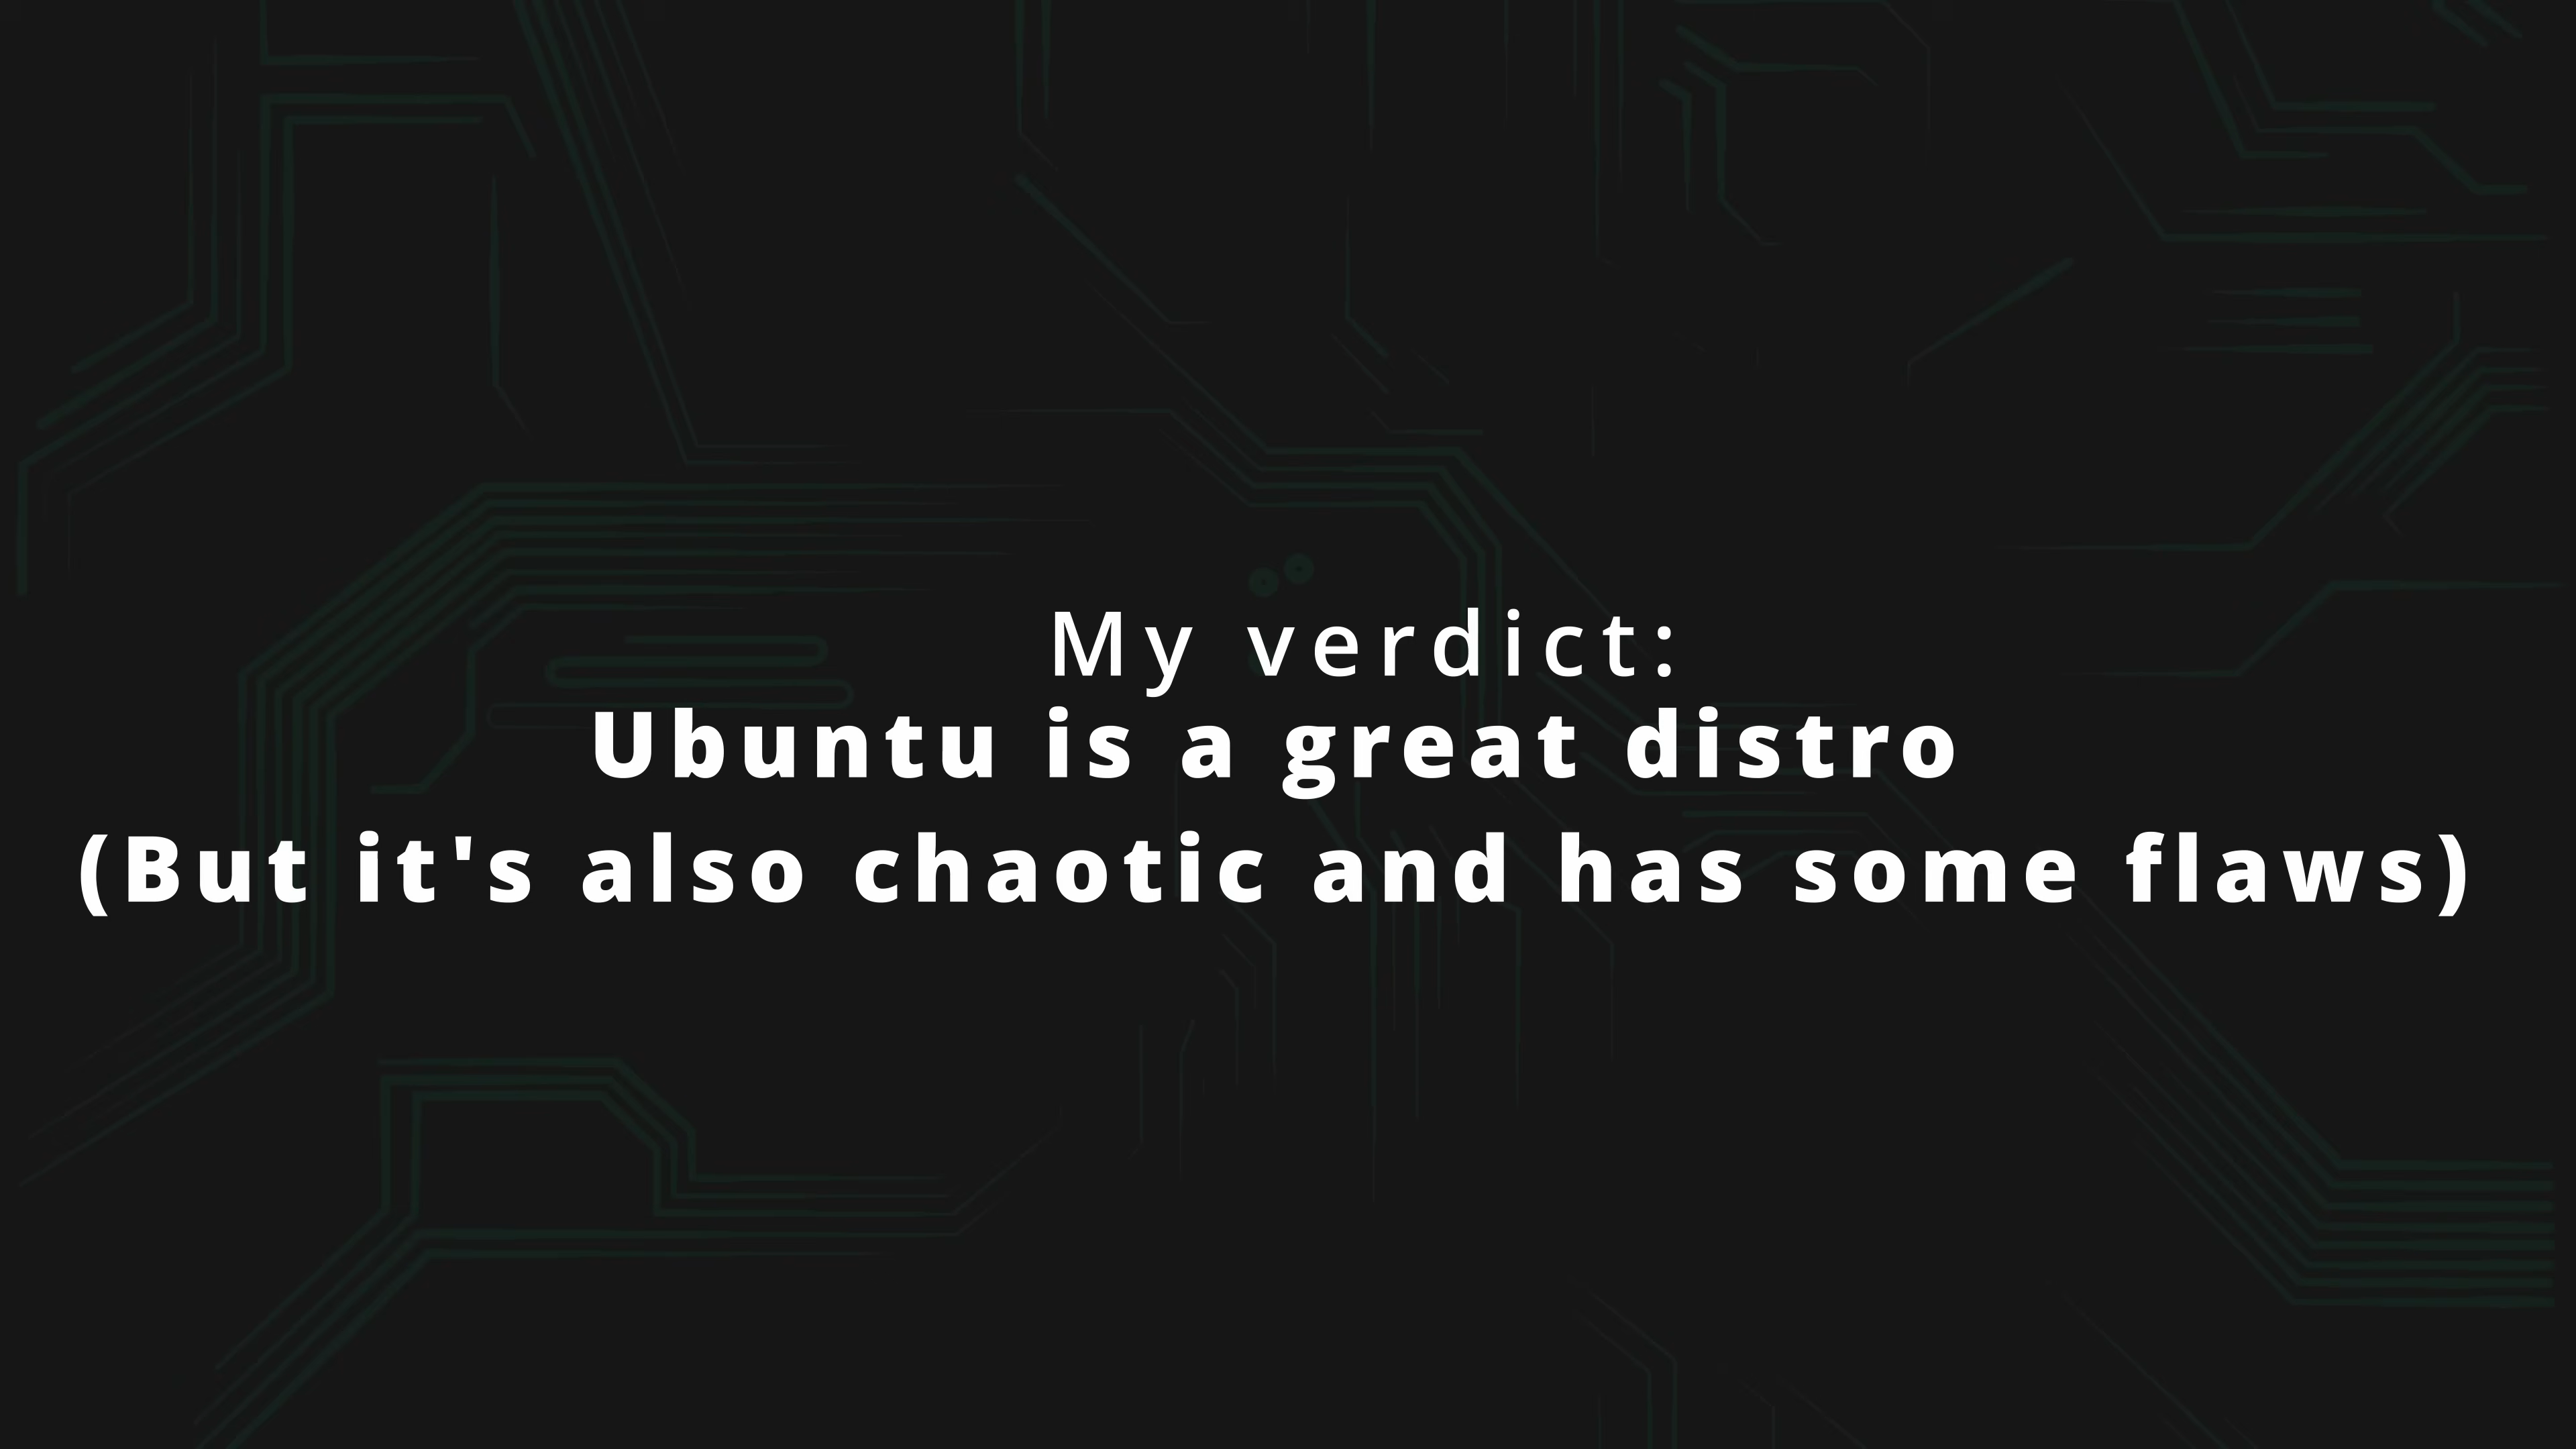 My verdict:
Ubuntu is a great distro
(But it's also chaotic and has some flaws)